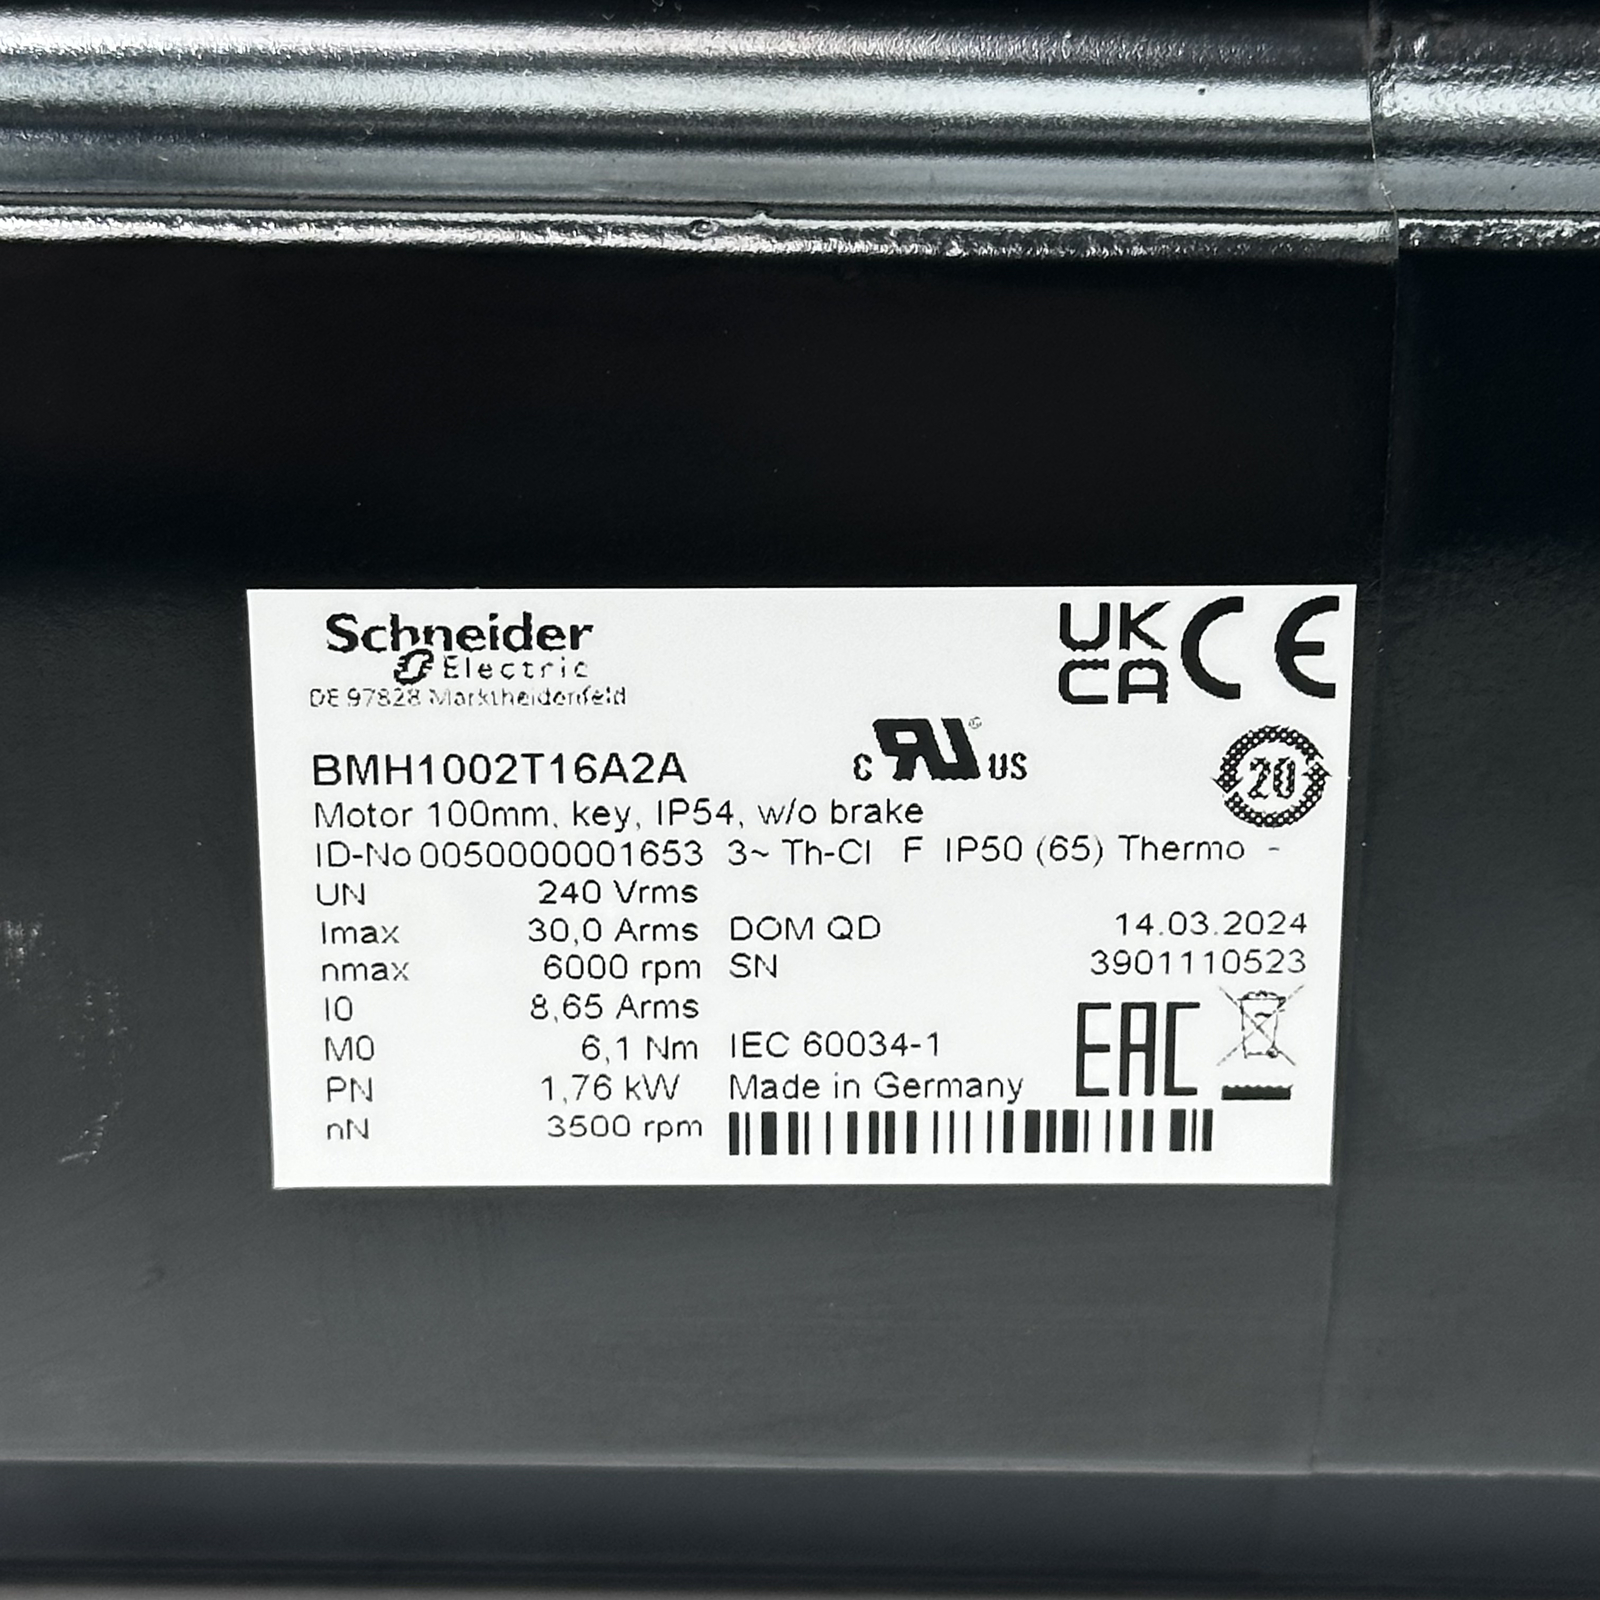 Schneider
Electric
DE 97828 Marktheidenfeld
UK
CA
CE
c RU ® US
20
BMH1002T16A2A
Motor 100mm, key, IP54, w/o brake
ID-No 0050000001653 3~ Th-Cl F IP50 (65) Thermo -
UN 240 Vrms
Imax 30,0 Arms DOM QD 14.03.2024
nmax 6000 rpm SN 3901110523
I0 8,65 Arms
M0 6,1 Nm IEC 60034-1
EAC
PN 1,76 kW Made in Germany
nN 3500 rpm